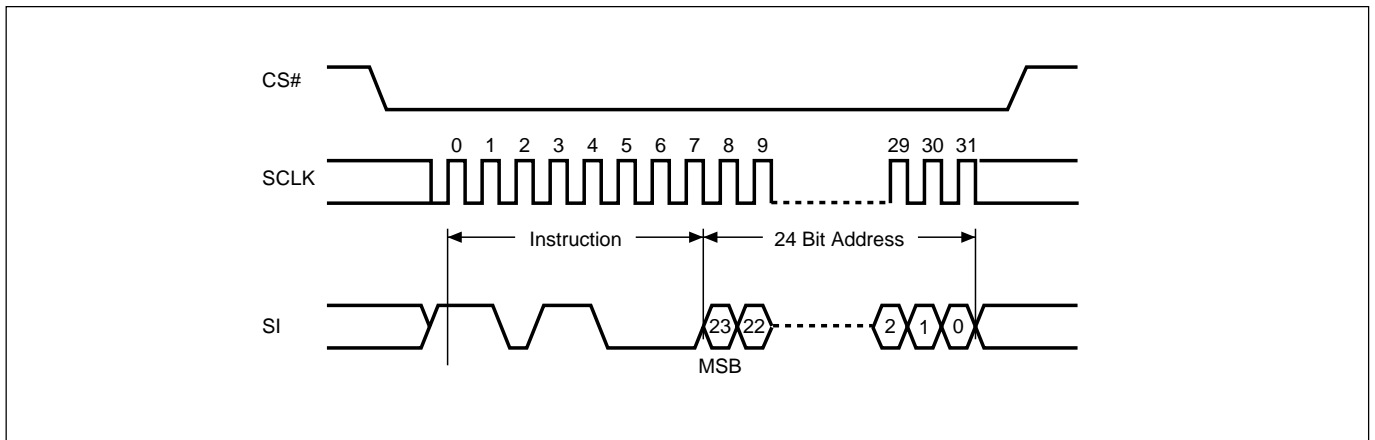 CS#
0 1 2 3 4 5 6 7 8 9 29 30 31
SCLK
Instruction 24 Bit Address
SI 23 22 2 1 0
MSB